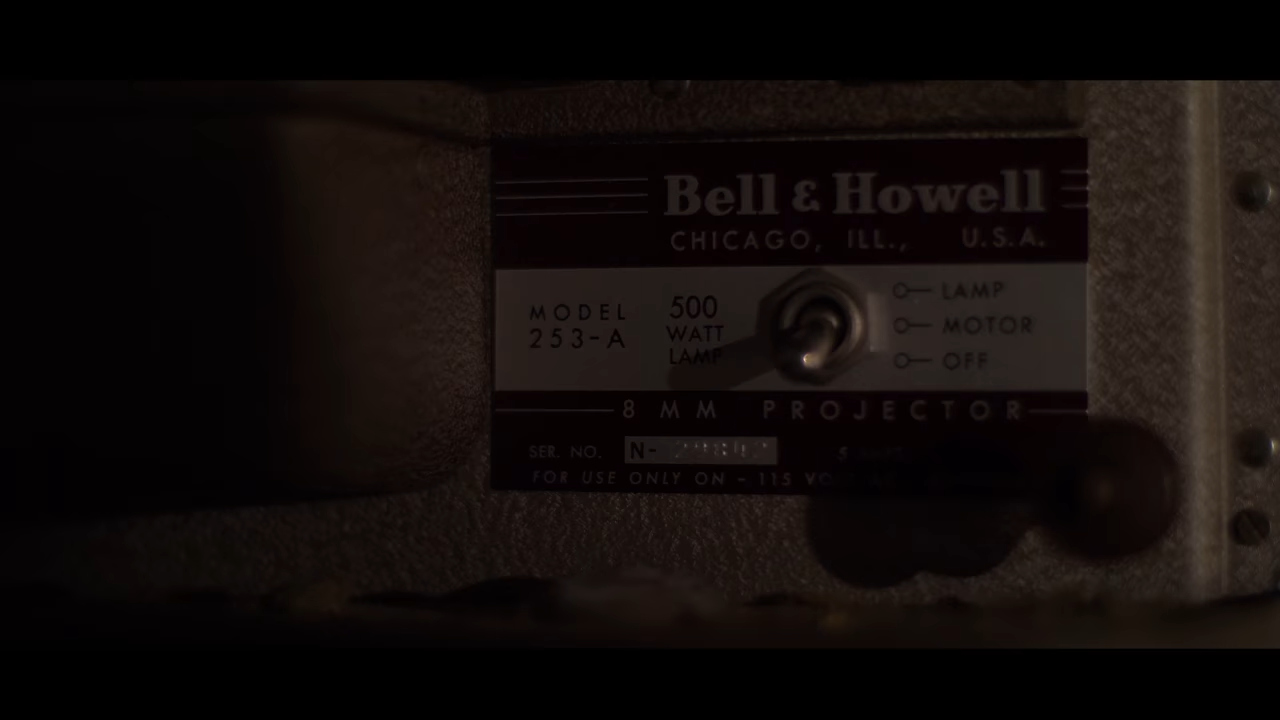 Bell & Howell
CHICAGO, ILL., U.S.A.
MODEL
253-A
500
WATT
LAMP
LAMP
MOTOR
OFF
8 MM PROJECTOR
SER. NO. N-
FOR USE ONLY ON - 115